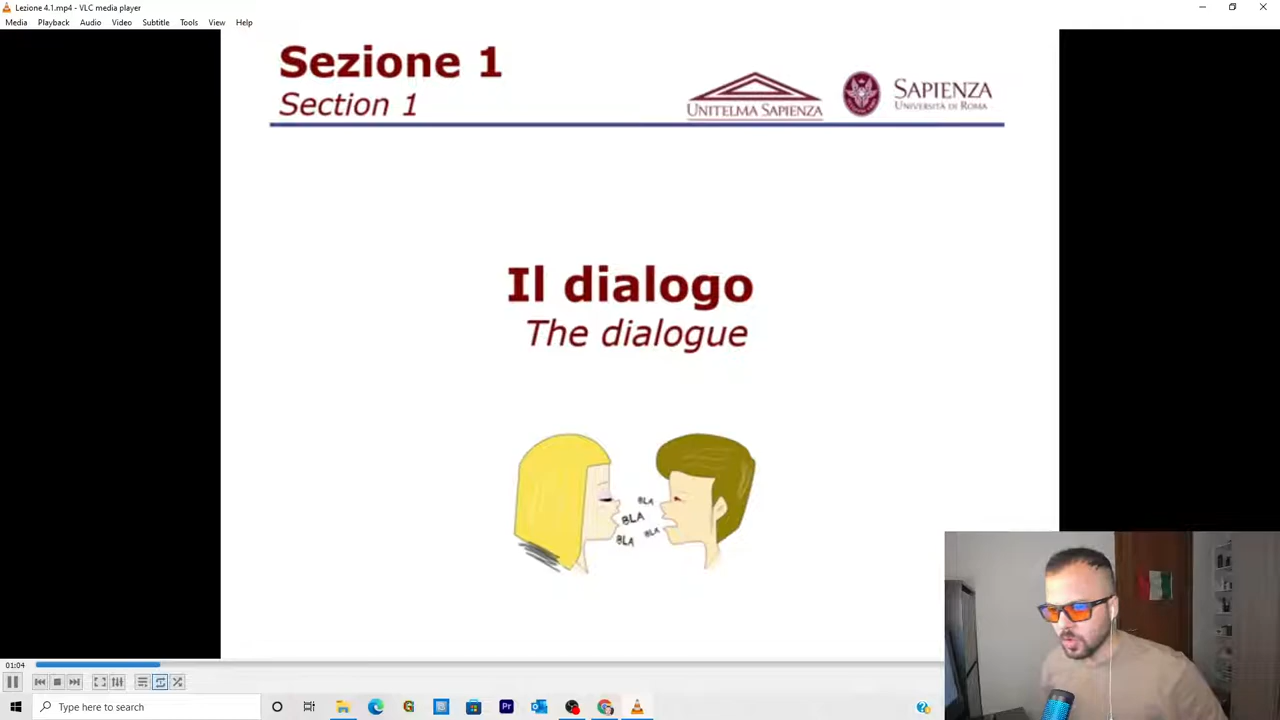 Lezione 4.1.mp4 - VLC media player
Media Playback Audio Video Subtitle Tools View Help
Sezione 1
Section 1
UNITELMA SAPIENZA
SAPIENZA
UNIVERSITÀ DI ROMA
Il dialogo
The dialogue
BLA
BLA
BLA
BLA
01:04
Type here to search